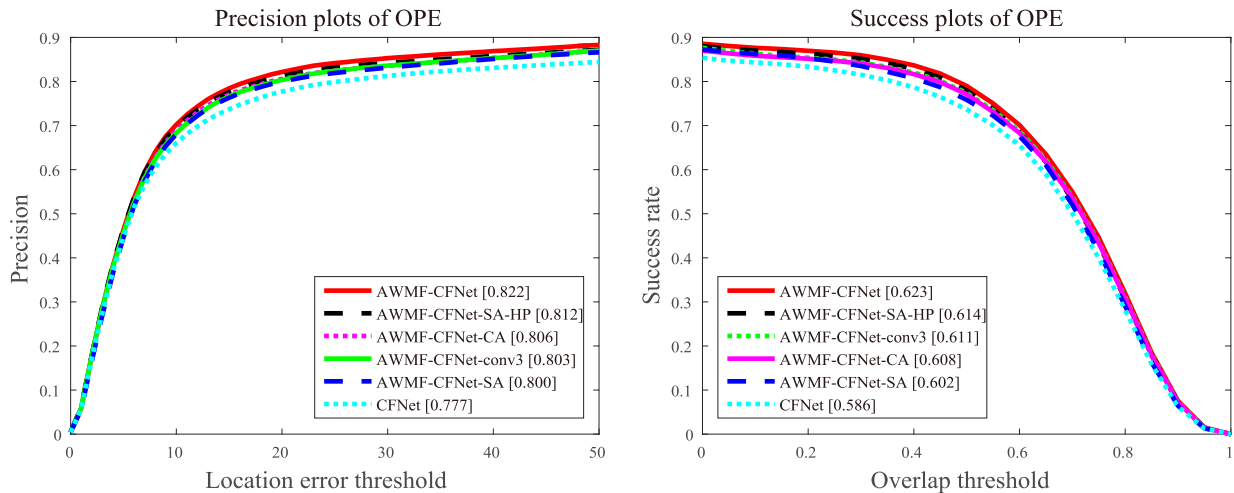 Precision plots of OPE
Precision
0.9
0.8
0.7
0.6
0.5
0.4
0.3
0.2
0.1
0
0 10 20 30 40 50
Location error threshold
AWMF-CFNet [0.822]
AWMF-CFNet-SA-HP [0.812]
AWMF-CFNet-CA [0.806]
AWMF-CFNet-conv3 [0.803]
AWMF-CFNet-SA [0.800]
CFNet [0.777]
Success plots of OPE
Success rate
0.9
0.8
0.7
0.6
0.5
0.4
0.3
0.2
0.1
0
0 0.2 0.4 0.6 0.8 1
Overlap threshold
AWMF-CFNet [0.623]
AWMF-CFNet-SA-HP [0.614]
AWMF-CFNet-conv3 [0.611]
AWMF-CFNet-CA [0.608]
AWMF-CFNet-SA [0.602]
CFNet [0.586]